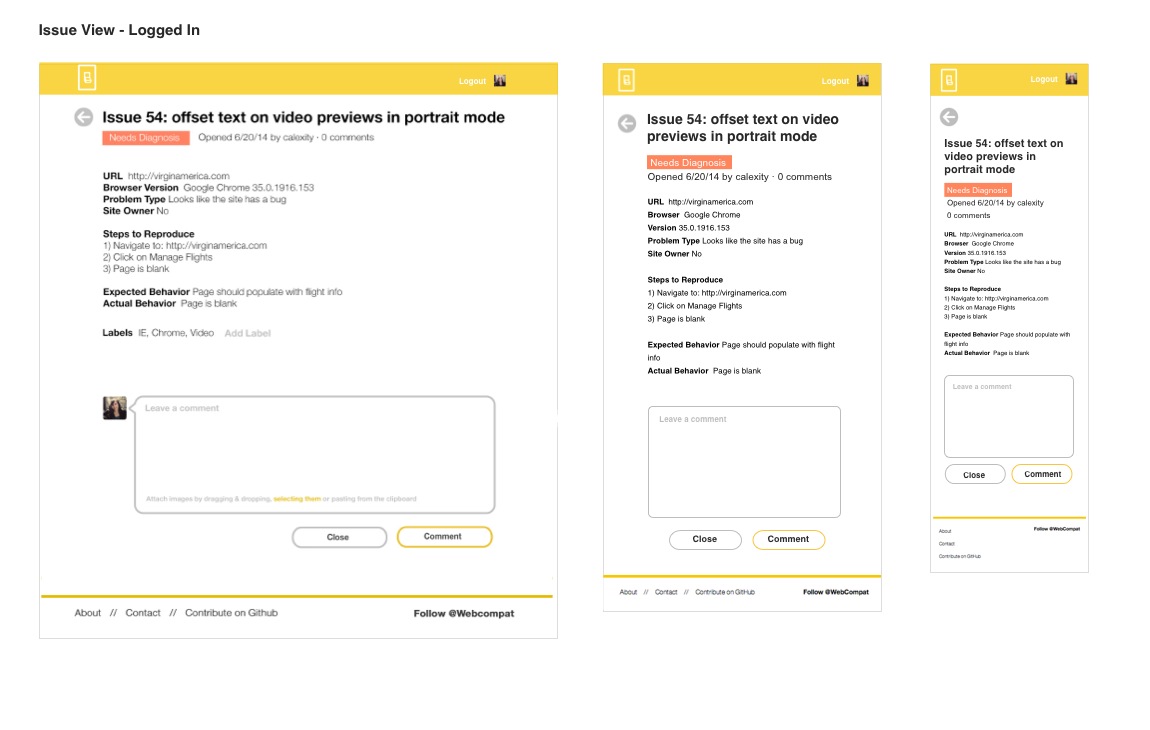 Issue View - Logged In
Logout
Issue 54: offset text on video previews in portrait mode
Needs Diagnosis Opened 6/20/14 by calexity · 0 comments
URL http://virginamerica.com
Browser Version Google Chrome 35.0.1916.153
Problem Type Looks like the site has a bug
Site Owner No
Steps to Reproduce
1) Navigate to: http://virginamerica.com
2) Click on Manage Flights
3) Page is blank
Expected Behavior Page should populate with flight info
Actual Behavior Page is blank
Labels IE, Chrome, Video Add Label
Leave a comment
Attach images by dragging & dropping, selecting them or pasting from the clipboard
Close Comment
About // Contact // Contribute on Github Follow @Webcompat
Logout
Issue 54: offset text on video
previews in portrait mode
Needs Diagnosis
Opened 6/20/14 by calexity · 0 comments
URL http://virginamerica.com
Browser Google Chrome
Version 35.0.1916.153
Problem Type Looks like the site has a bug
Site Owner No
Steps to Reproduce
1) Navigate to: http://virginamerica.com
2) Click on Manage Flights
3) Page is blank
Expected Behavior Page should populate with flight
info
Actual Behavior Page is blank
Leave a comment
Close Comment
About // Contact // Contribute on GitHub Follow @WebCompat
Logout
Issue 54: offset text on
video previews in
portrait mode
Needs Diagnosis
Opened 6/20/14 by calexity
0 comments
URL http://virginamerica.com
Browser Google Chrome
Version 35.0.1916.153
Problem Type Looks like the site has a bug
Site Owner No
Steps to Reproduce
1) Navigate to: http://virginamerica.com
2) Click on Manage Flights
3) Page is blank
Expected Behavior Page should populate with
flight info
Actual Behavior Page is blank
Leave a comment
Close Comment
About Follow @WebCompat
Contact
Contribute on GitHub